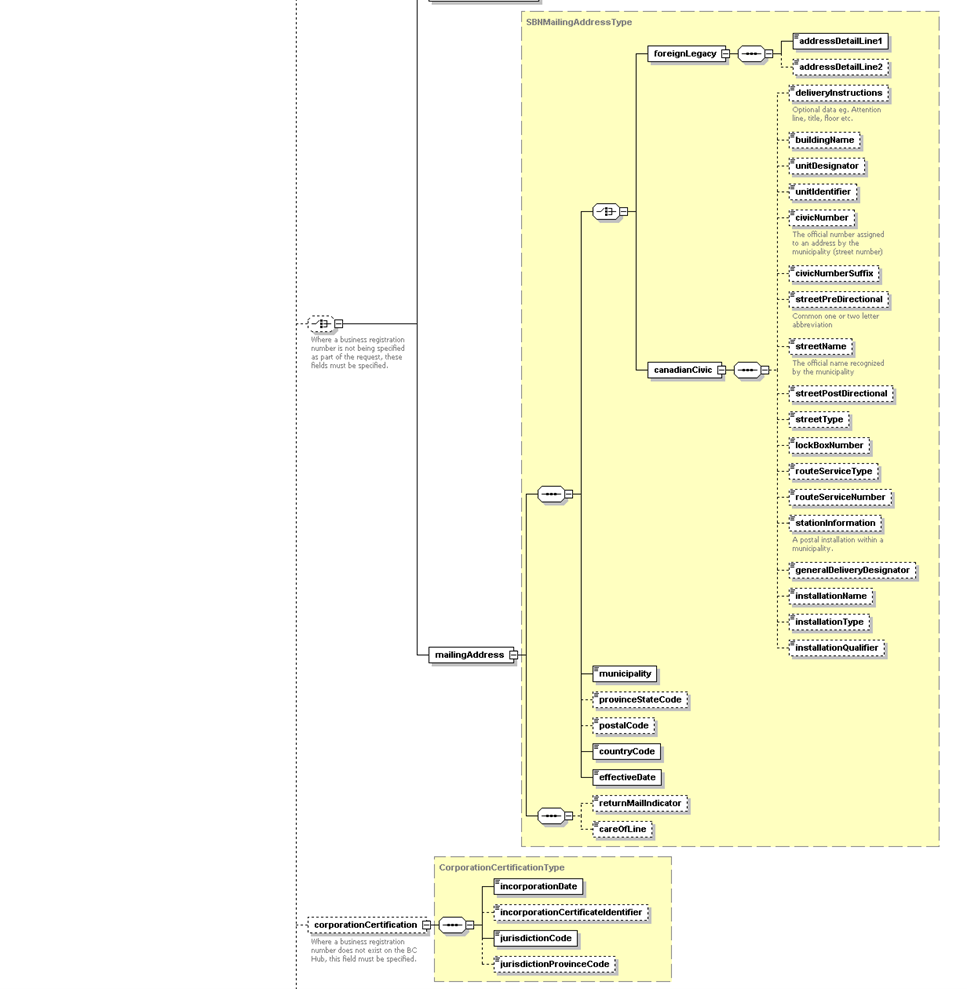 SBNMailingAddressType
foreignLegacy
addressDetailLine1
addressDetailLine2
deliveryInstructions
Optional data eg. Attention
line, title, floor etc.
buildingName
unitDesignator
unitIdentifier
civicNumber
The official number assigned
to an address by the
municipality (street number)
civicNumberSuffix
streetPreDirectional
Common one or two letter
abbreviation
Where a business registration
number is not being specified
as part of the request, these
fields must be specified.
streetName
The official name recognized
by the municipality
canadianCivic
streetPostDirectional
streetType
lockBoxNumber
routeServiceType
routeServiceNumber
stationInformation
A postal installation within a
municipality.
generalDeliveryDesignator
installationName
installationType
installationQualifier
mailingAddress
municipality
provinceStateCode
postalCode
countryCode
effectiveDate
returnMailIndicator
careOfLine
CorporationCertificationType
incorporationDate
incorporationCertificateIdentifier
corporationCertification
Where a business registration
number does not exist on the BC
Hub, this field must be specified.
jurisdictionCode
jurisdictionProvinceCode